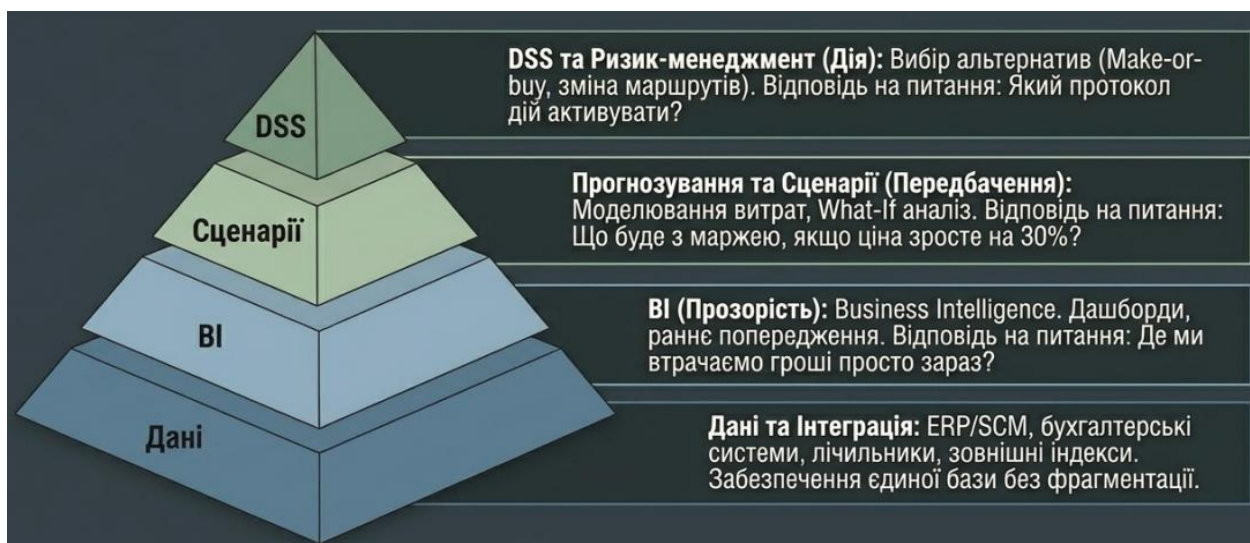 DSS
DSS та Ризик-менеджмент (Дія): Вибір альтернатив (Make-or-
buy, зміна маршрутів). Відповідь на питання: Який протокол
дій активувати?
Сценарії
Прогнозування та Сценарії (Передбачення):
Моделювання витрат, What-If аналіз. Відповідь на питання:
Що буде з маржею, якщо ціна зросте на 30%?
BI
BI (Прозорість): Business Intelligence. Дашборди,
раннє попередження. Відповідь на питання: Де ми
втрачаємо гроші просто зараз?
Дані
Дані та Інтеграція: ERP/SCM, бухгалтерські
системи, лічильники, зовнішні індекси.
Забезпечення єдиної бази без фрагментації.